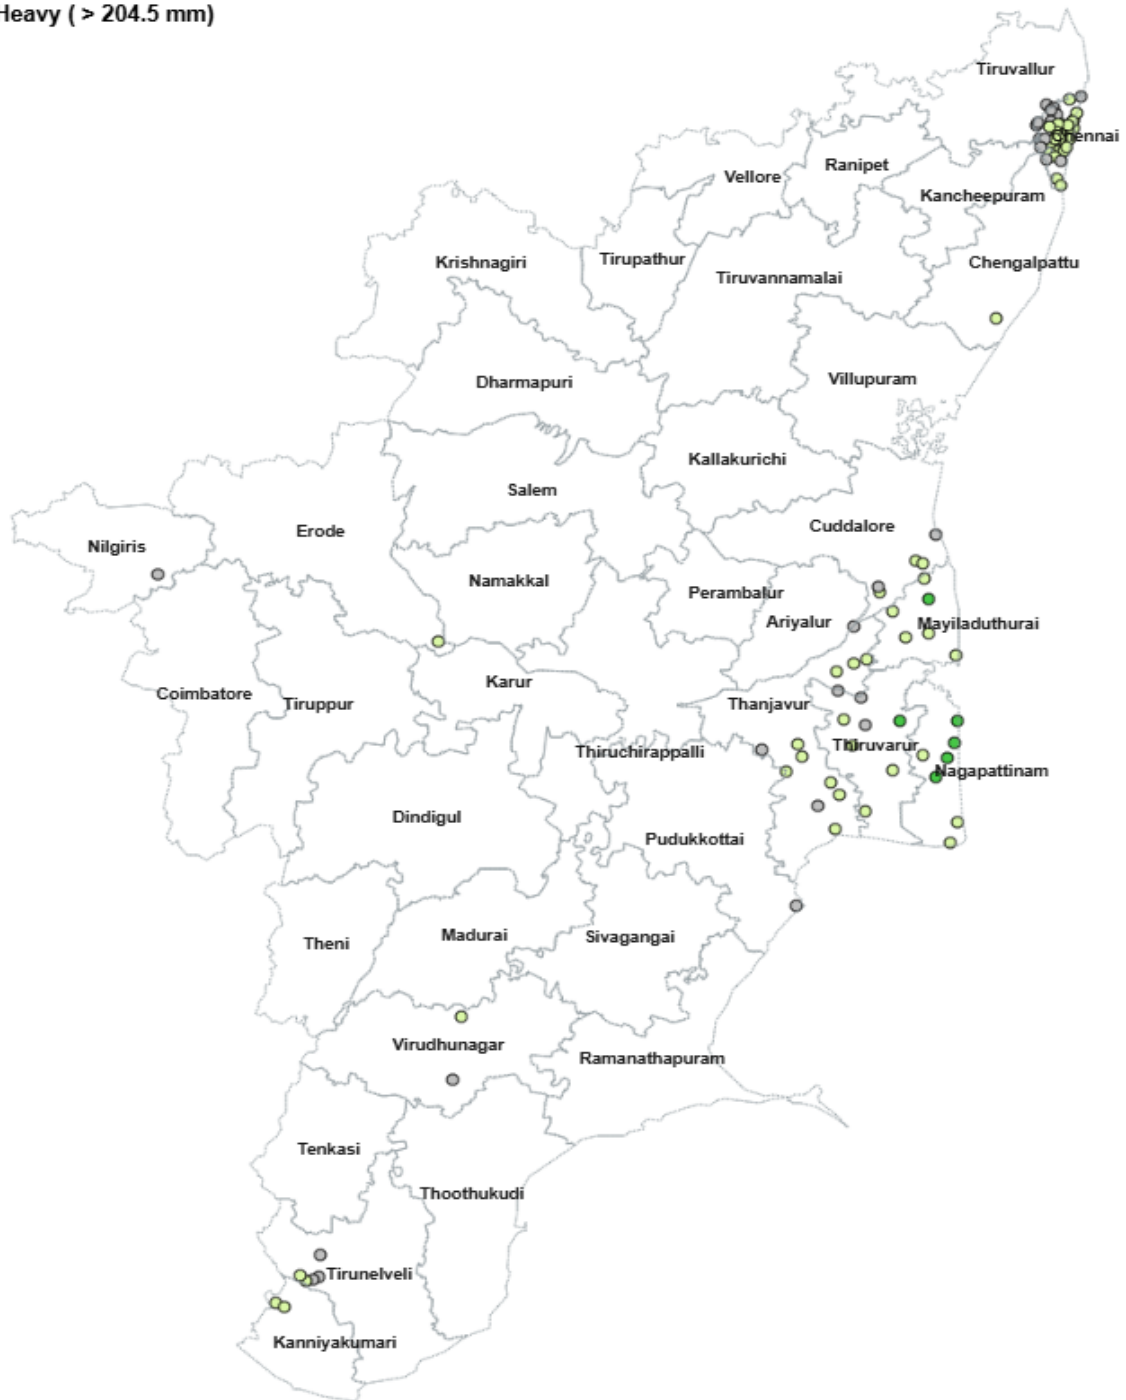 Heavy ( > 204.5 mm)
Tiruvallur
Chennai
Ranipet
Vellore
Kancheepuram
Tirupathur
Krishnagiri
Chengalpattu
Tiruvannamalai
Villupuram
Dharmapuri
Kallakurichi
Salem
Cuddalore
Erode
Nilgiris
Namakkal
Perambalur
Ariyalur
Mayiladuthurai
Karur
Coimbatore
Tiruppur
Thanjavur
Thiruvarur
Thiruchirappalli
Nagapattinam
Dindigul
Pudukkottai
Madurai
Sivagangai
Theni
Virudhunagar
Ramanathapuram
Tenkasi
Thoothukudi
Tirunelveli
Kanniyakumari